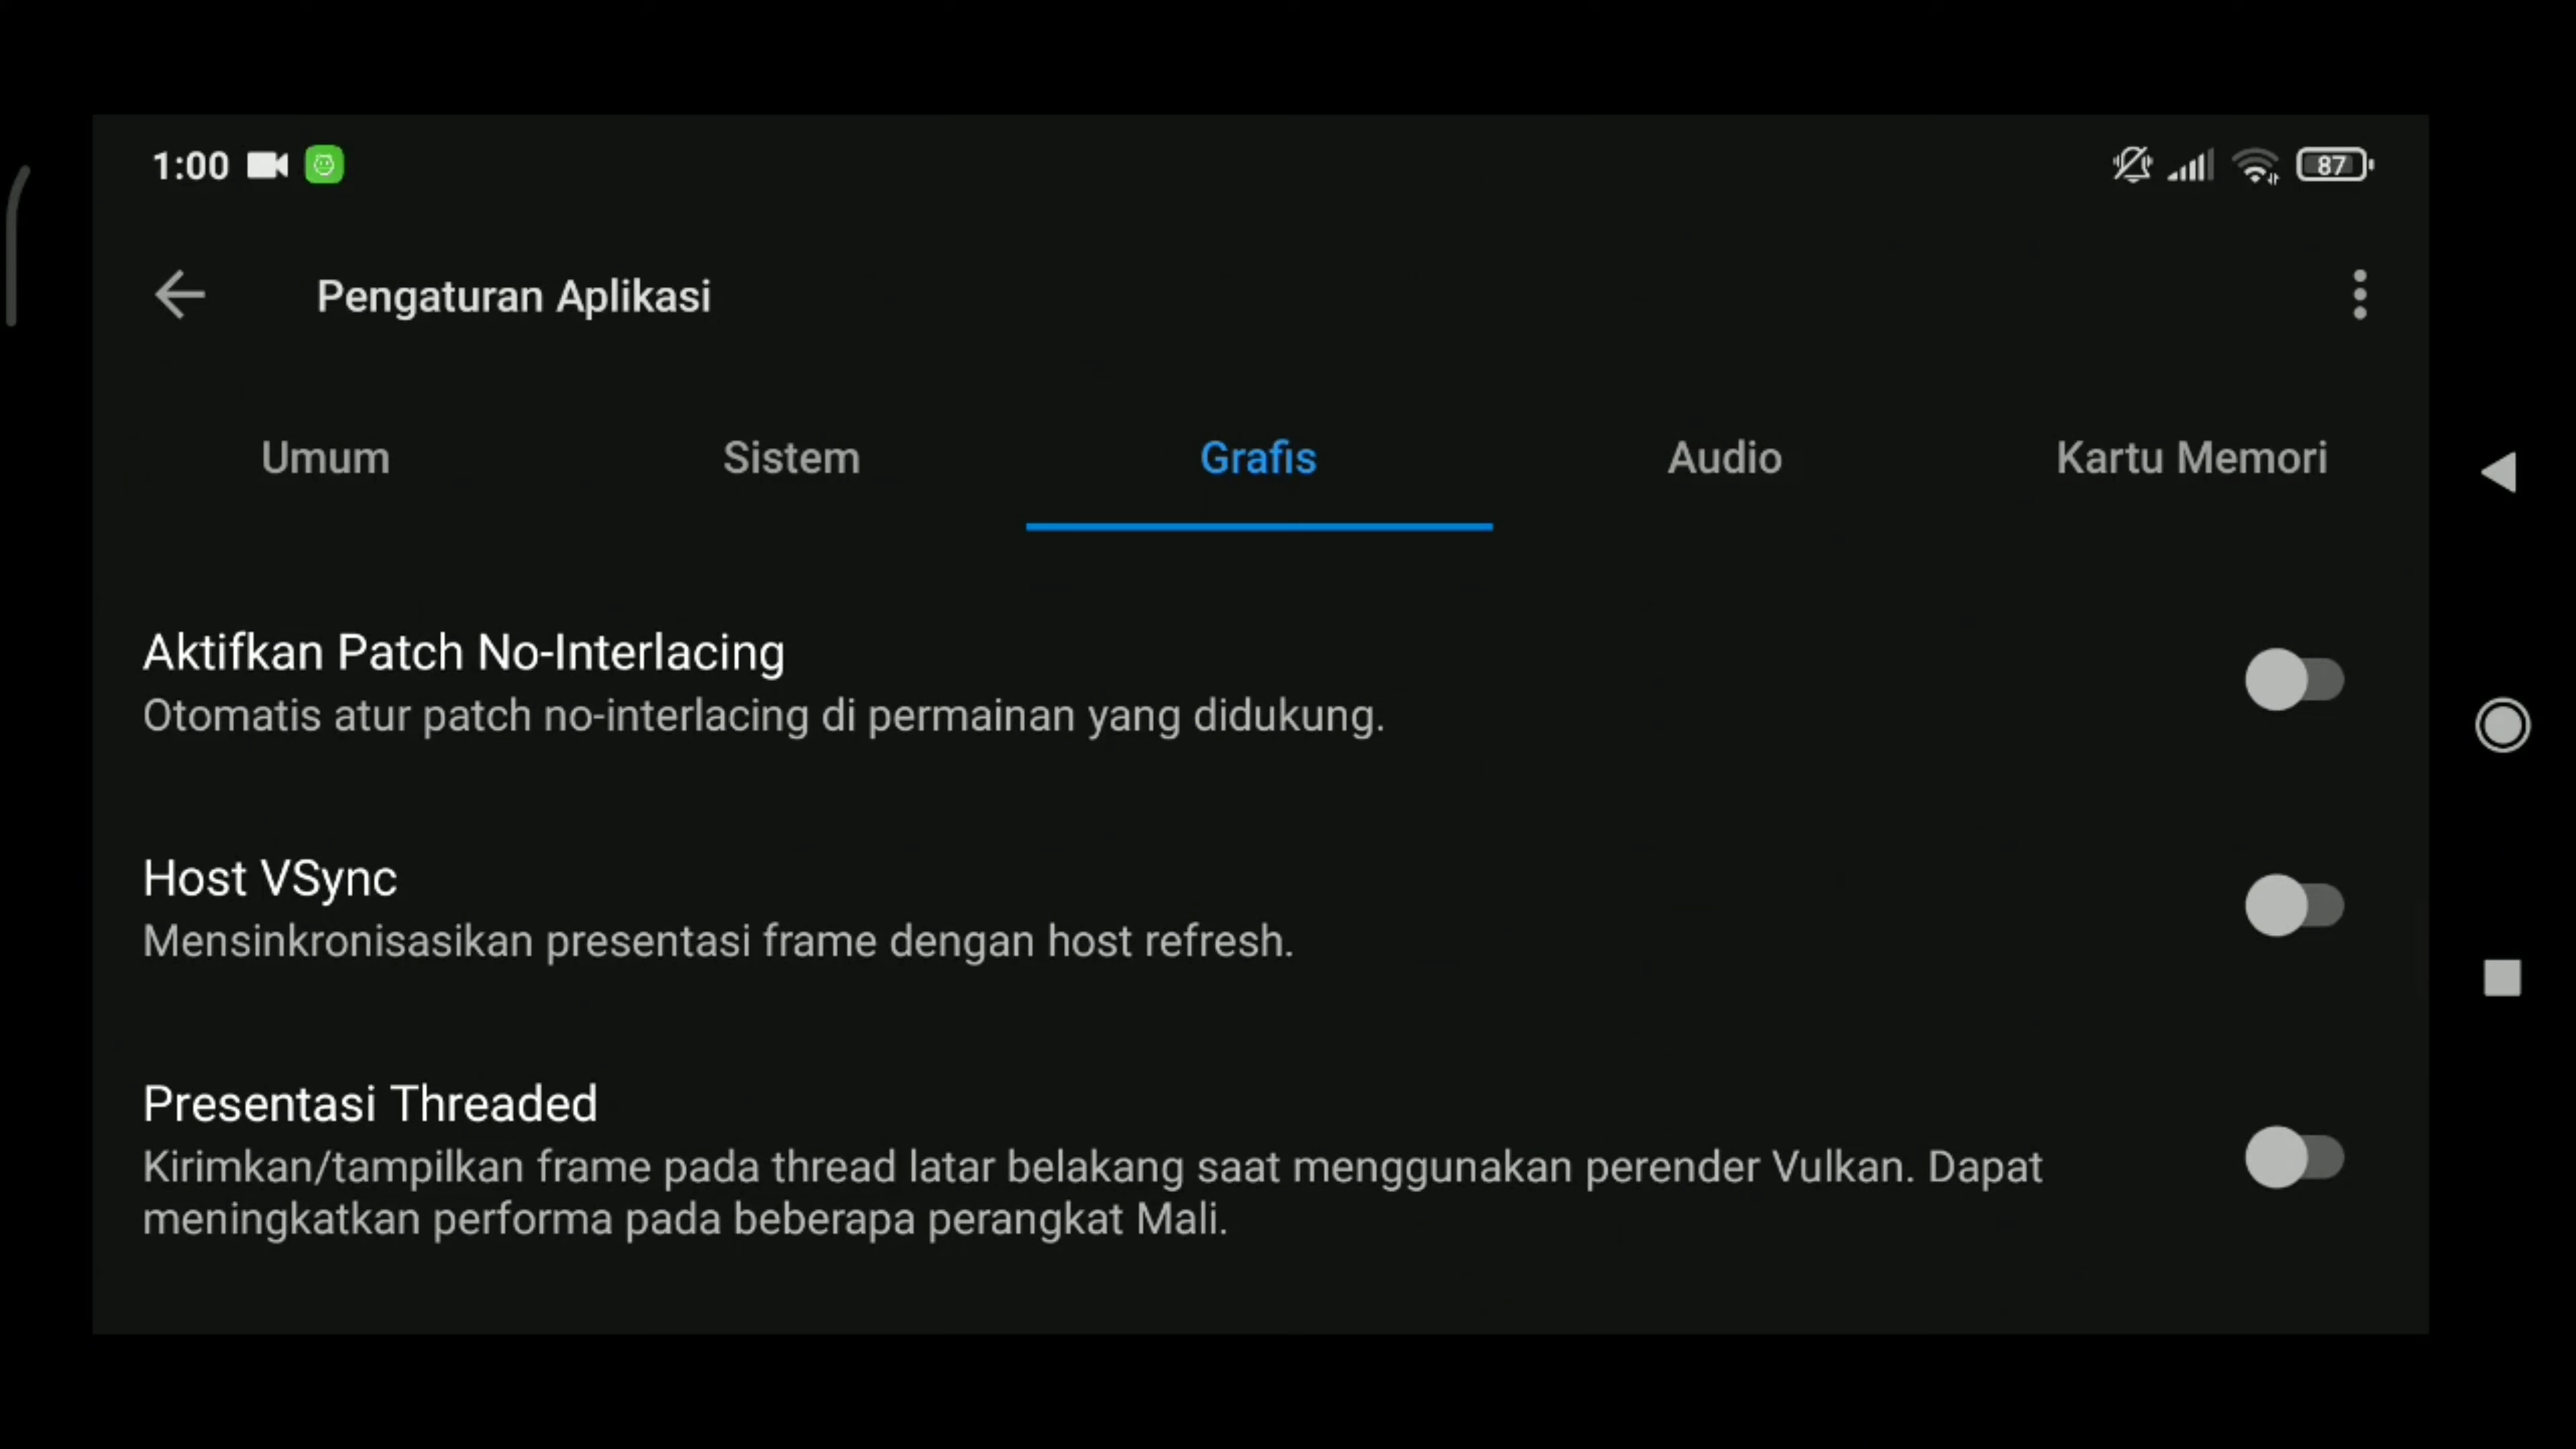 1:00
87
Pengaturan Aplikasi
Umum
Sistem
Grafis
Audio
Kartu Memori
Aktifkan Patch No-Interlacing
Otomatis atur patch no-interlacing di permainan yang didukung.
Host VSync
Mensinkronisasikan presentasi frame dengan host refresh.
Presentasi Threaded
Kirimkan/tampilkan frame pada thread latar belakang saat menggunakan perender Vulkan. Dapat
meningkatkan performa pada beberapa perangkat Mali.